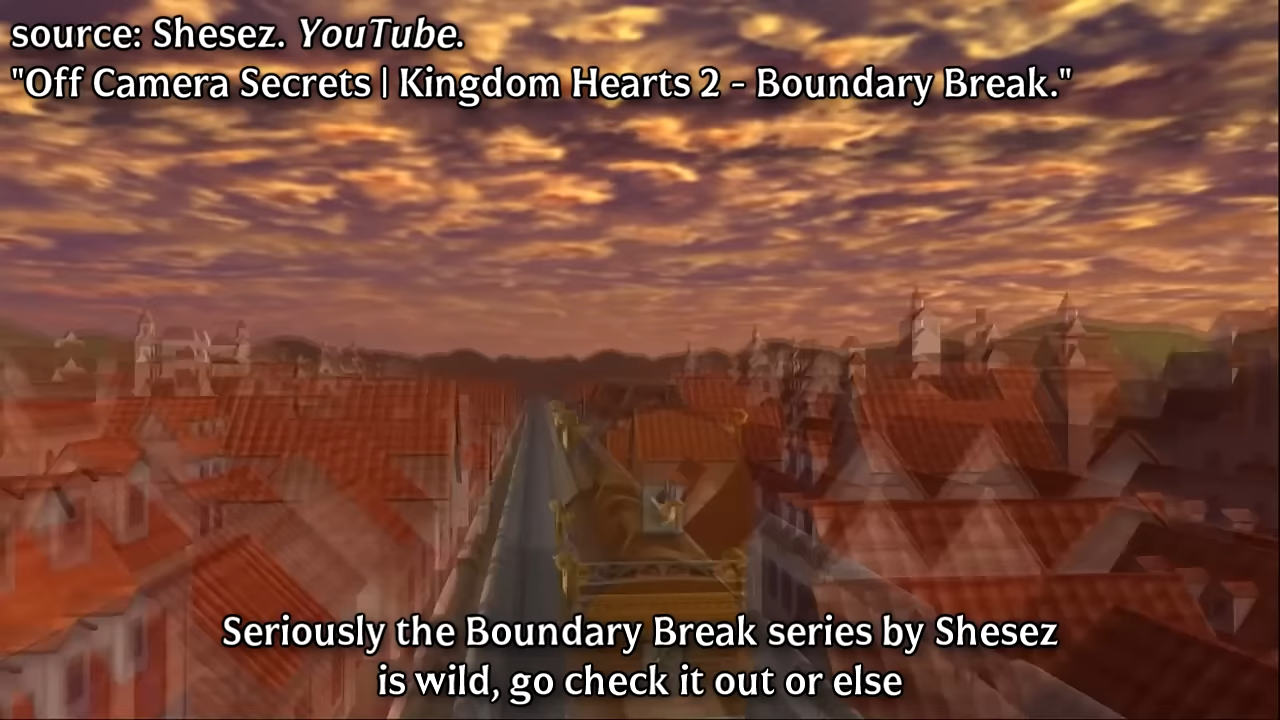 source: Shesez. YouTube.
"Off Camera Secrets | Kingdom Hearts 2 - Boundary Break."
Seriously the Boundary Break series by Shesez
is wild, go check it out or else